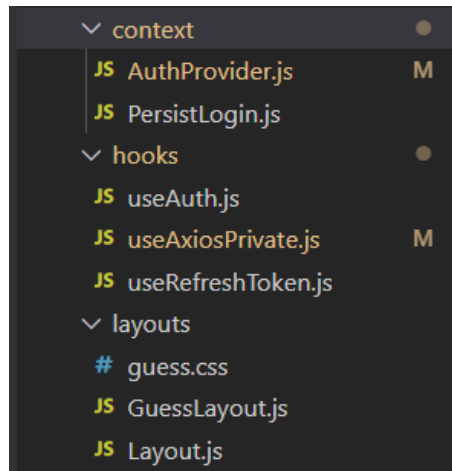 context
JS AuthProvider.js M
JS PersistLogin.js
hooks
JS useAuth.js
JS useAxiosPrivate.js M
JS useRefreshToken.js
layouts
# guess.css
JS GuessLayout.js
JS Layout.js